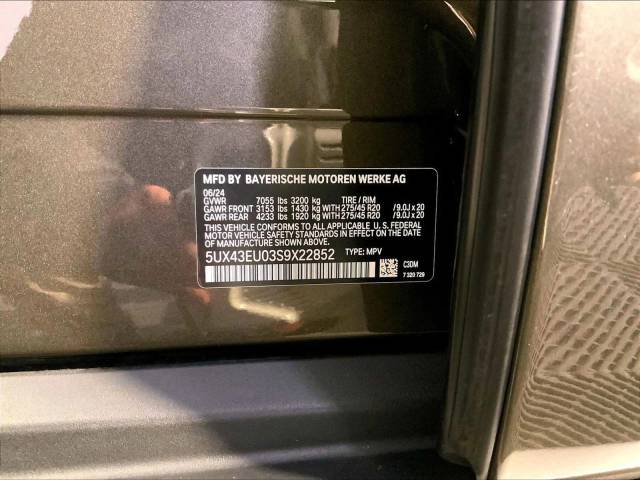 MFD BY BAYERISCHE MOTOREN WERKE AG
06/24
GVWR 7055 lbs 3200 kg TIRE / RIM
GAWR FRONT 3153 lbs 1430 kg WITH 275/45 R20 / 9.0J x 20
GAWR REAR 4233 lbs 1920 kg WITH 275/45 R20 / 9.0J x 20
THIS VEHICLE CONFORMS TO ALL APPLICABLE U. S. FEDERAL
MOTOR VEHICLE SAFETY STANDARDS IN EFFECT
ON THE DATE OF MANUFACTURE SHOWN ABOVE.
5UX43EU03S9X22852 TYPE: MPV
C3DM
7 320 729